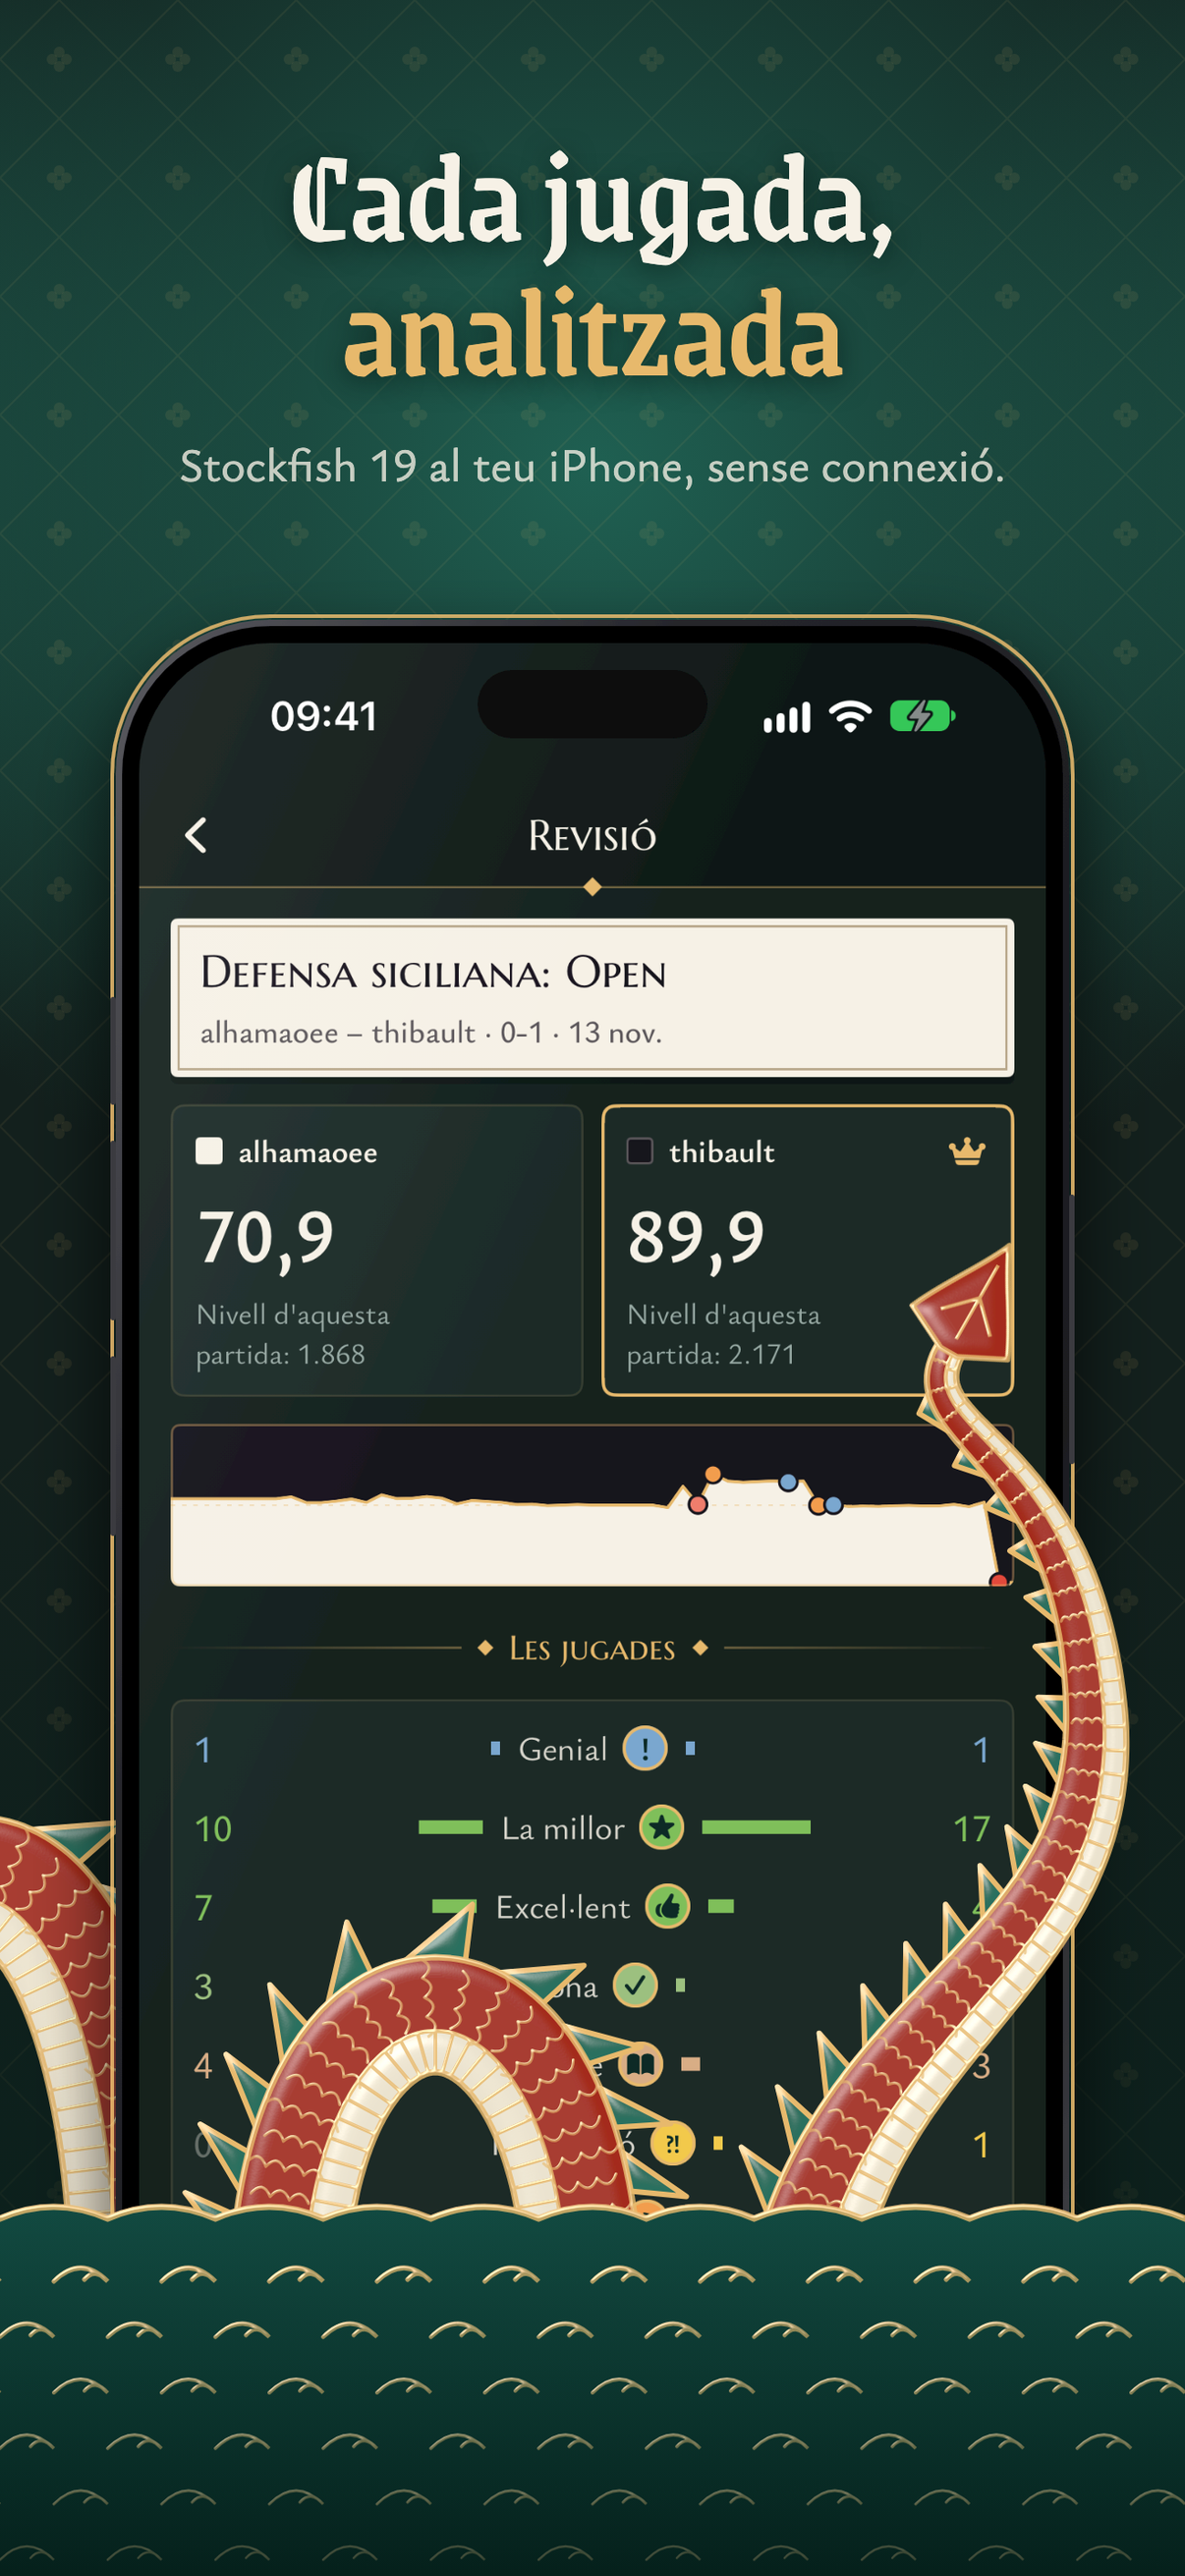 Cada jugada,
analitzada
Stockfish 19 al teu iPhone, sense connexió.
09:41
Revisió
Defensa siciliana: Open
alhamaoee – thibault · 0-1 · 13 nov.
alhamaoee
70,9
Nivell d'aquesta
partida: 1.868
thibault
89,9
Nivell d'aquesta
partida: 2.171
Les jugades
1 Genial ! 1
10 La millor 17
7 Excel·lent
3
4 3
0 ?! 1